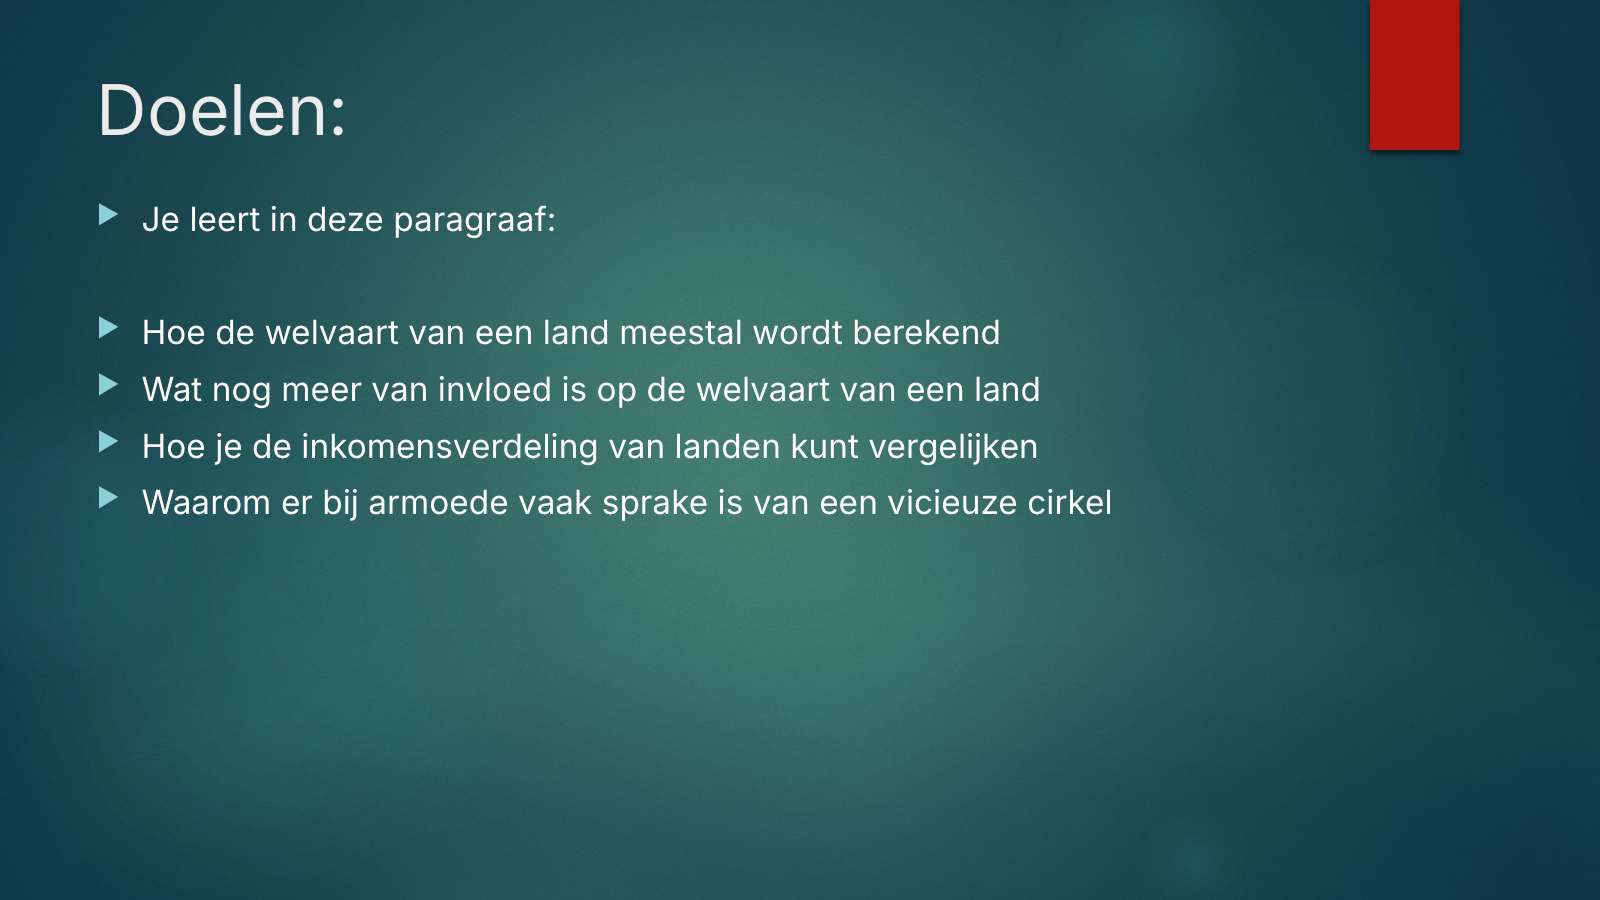 Doelen:
Je leert in deze paragraaf:
Hoe de welvaart van een land meestal wordt berekend
Wat nog meer van invloed is op de welvaart van een land
Hoe je de inkomensverdeling van landen kunt vergelijken
Waarom er bij armoede vaak sprake is van een vicieuze cirkel